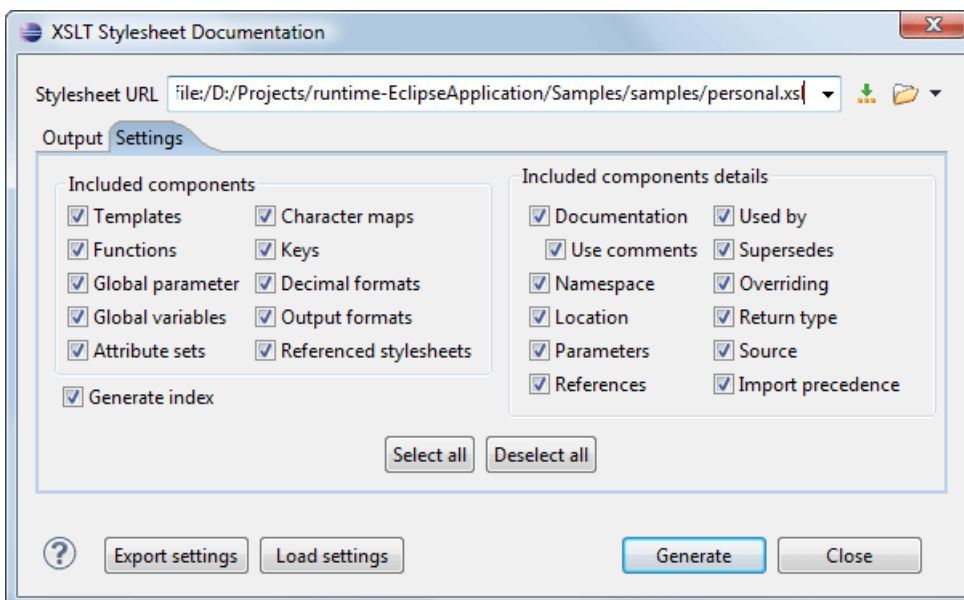 XSLT Stylesheet Documentation
Stylesheet URL file:/D:/Projects/runtime-EclipseApplication/Samples/samples/personal.xsl
Output Settings
Included components
Templates Character maps
Functions Keys
Global parameter Decimal formats
Global variables Output formats
Attribute sets Referenced stylesheets
Generate index
Included components details
Documentation Used by
Use comments Supersedes
Namespace Overriding
Location Return type
Parameters Source
References Import precedence
Select all Deselect all
? Export settings Load settings Generate Close